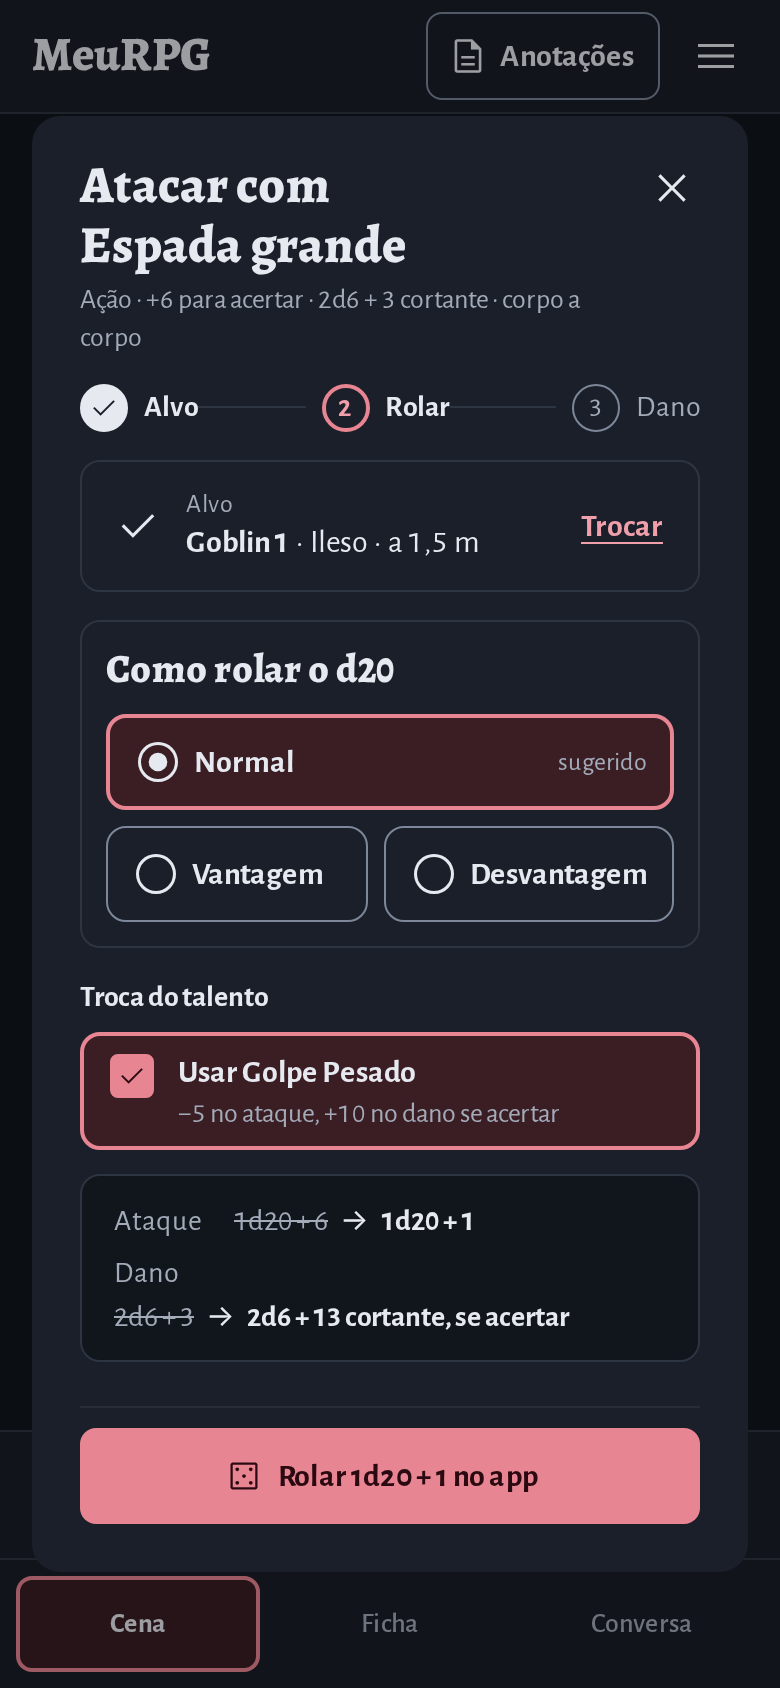 MeuRPG
Anotações
Atacar com
Espada grande
Ação · +6 para acertar · 2d6 + 3 cortante · corpo a
corpo
Alvo
2 Rolar
3 Dano
Alvo
Goblin 1 · Ileso · a 1,5 m
Trocar
Como rolar o d20
Normal
sugerido
Vantagem
Desvantagem
Troca do talento
Usar Golpe Pesado
−5 no ataque, +10 no dano se acertar
Ataque 1d20 + 6 → 1d20 + 1
Dano
2d6 + 3 → 2d6 + 13 cortante, se acertar
Rolar 1d20 + 1 no app
Cena
Ficha
Conversa